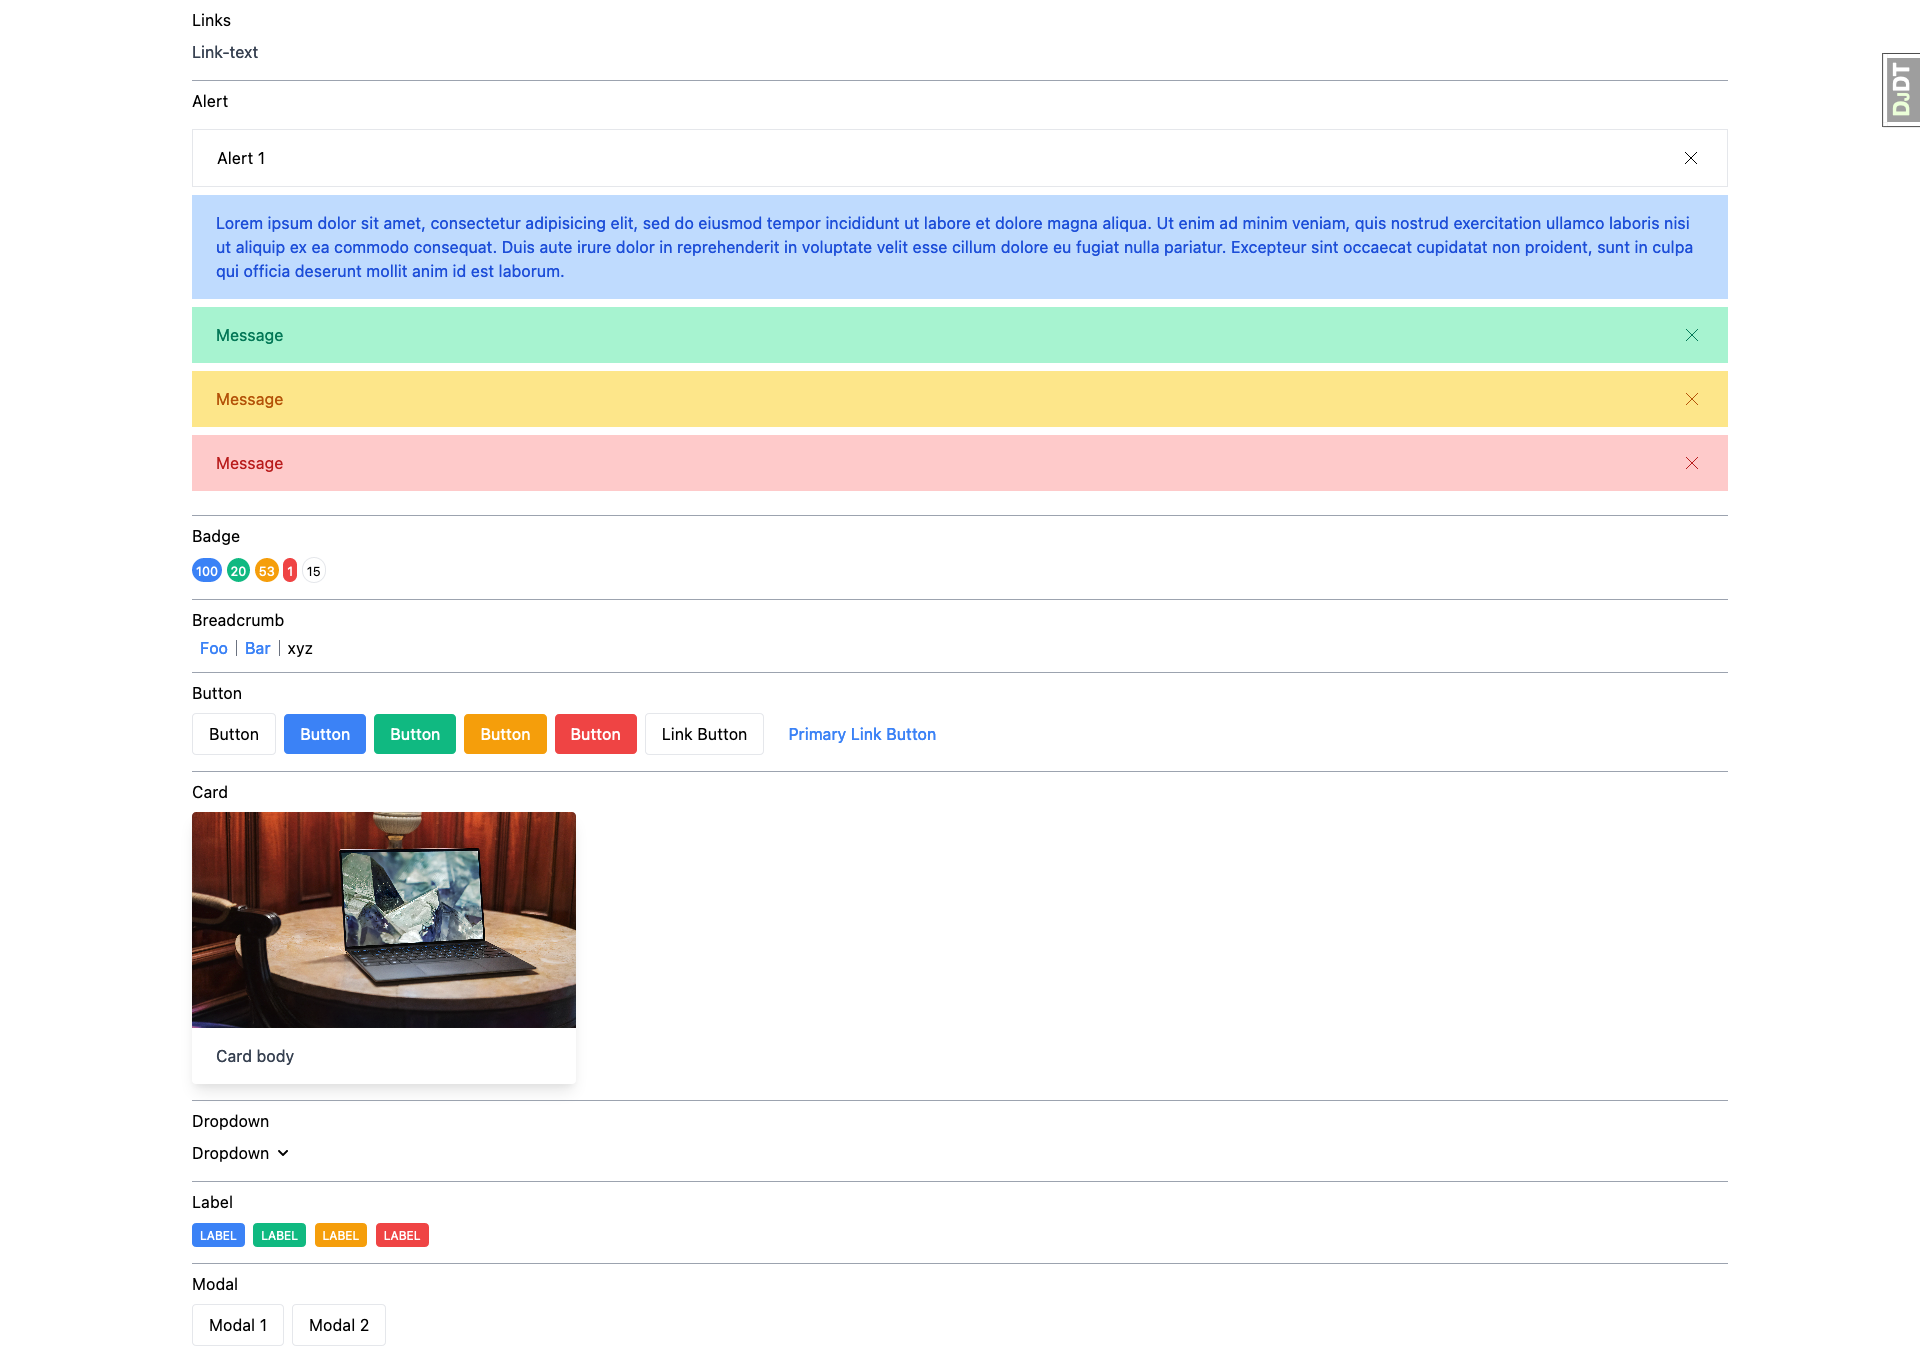 Links
Link-text
DJDT
Alert
Alert 1
Lorem ipsum dolor sit amet, consectetur adipisicing elit, sed do eiusmod tempor incididunt ut labore et dolore magna aliqua. Ut enim ad minim veniam, quis nostrud exercitation ullamco laboris nisi
ut aliquip ex ea commodo consequat. Duis aute irure dolor in reprehenderit in voluptate velit esse cillum dolore eu fugiat nulla pariatur. Excepteur sint occaecat cupidatat non proident, sunt in culpa
qui officia deserunt mollit anim id est laborum.
Message
Message
Message
Badge
100 20 53 1 15
Breadcrumb
Foo Bar xyz
Button
Button Button Button Button Button Link Button Primary Link Button
Card
Card body
Dropdown
Dropdown
Label
LABEL LABEL LABEL LABEL
Modal
Modal 1 Modal 2